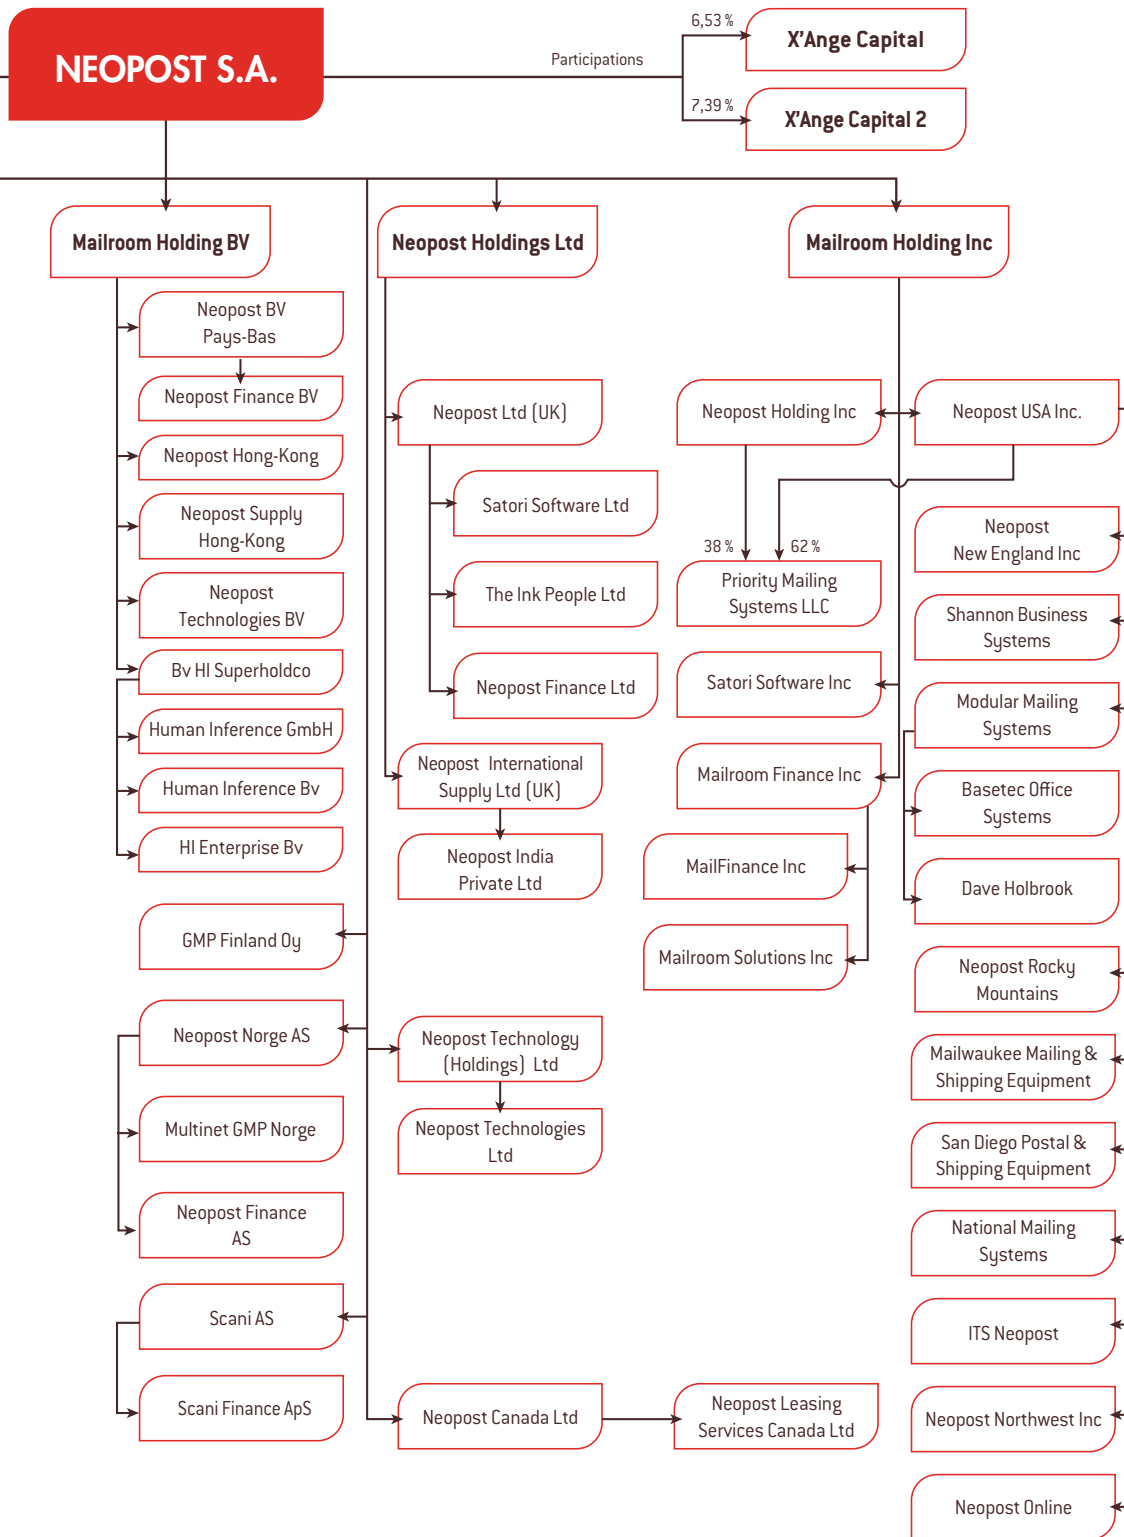 NEOPOST S.A.
Participations
6,53 %
X'Ange Capital
7,39 %
X'Ange Capital 2
Mailroom Holding BV
Neopost BV
Pays-Bas
Neopost Finance BV
Neopost Hong-Kong
Neopost Supply
Hong-Kong
Neopost
Technologies BV
Bv HI Superholdco
Human Inference GmbH
Human Inference Bv
HI Enterprise Bv
GMP Finland Oy
Neopost Norge AS
Multinet GMP Norge
Neopost Finance
AS
Scani AS
Scani Finance ApS
Neopost Holdings Ltd
Neopost Ltd (UK)
Satori Software Ltd
The Ink People Ltd
Neopost Finance Ltd
Neopost International
Supply Ltd (UK)
Neopost India
Private Ltd
Neopost Technology
(Holdings) Ltd
Neopost Technologies
Ltd
Neopost Canada Ltd
Neopost Leasing
Services Canada Ltd
Mailroom Holding Inc
Neopost Holding Inc
Neopost USA Inc.
38 %
62 %
Priority Mailing
Systems LLC
Satori Software Inc
Mailroom Finance Inc
MailFinance Inc
Mailroom Solutions Inc
Neopost
New England Inc
Shannon Business
Systems
Modular Mailing
Systems
Basetec Office
Systems
Dave Holbrook
Neopost Rocky
Mountains
Mailwaukee Mailing &
Shipping Equipment
San Diego Postal &
Shipping Equipment
National Mailing
Systems
ITS Neopost
Neopost Northwest Inc
Neopost Online